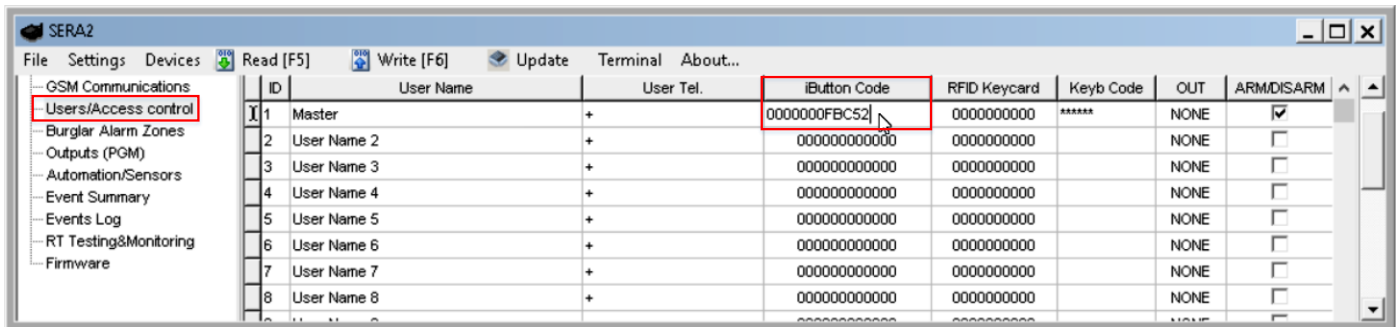 SERA2
File Settings Devices Read [F5] Write [F6] Update Terminal About...
GSM Communications
Users/Access control
Burglar Alarm Zones
Outputs (PGM)
Automation/Sensors
Event Summary
Events Log
RT Testing&Monitoring
Firmware
ID User Name User Tel. iButton Code RFID Keycard Keyb Code OUT ARM/DISARM
1 Master + 0000000FBC52 0000000000 ****** NONE
2 User Name 2 + 000000000000 0000000000 NONE
3 User Name 3 + 000000000000 0000000000 NONE
4 User Name 4 + 000000000000 0000000000 NONE
5 User Name 5 + 000000000000 0000000000 NONE
6 User Name 6 + 000000000000 0000000000 NONE
7 User Name 7 + 000000000000 0000000000 NONE
8 User Name 8 + 000000000000 0000000000 NONE